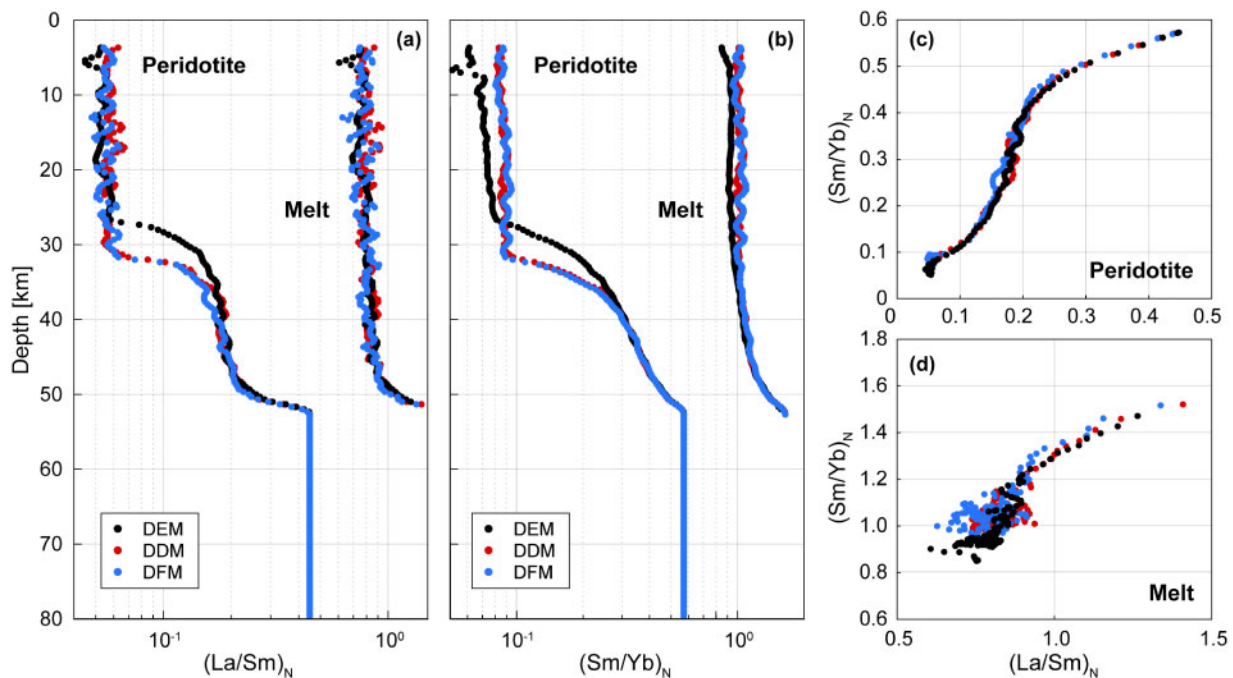 (a)
Peridotite
Melt
DEM
DDM
DFM
0
10
20
30
40
50
60
70
80
Depth [km]
10⁻¹
10⁰
(La/Sm)N
(b)
Peridotite
Melt
DEM
DDM
DFM
10⁻¹
10⁰
(Sm/Yb)N
(c)
Peridotite
0.6
0.5
0.4
0.3
0.2
0.1
0
(Sm/Yb)N
0
0.1
0.2
0.3
0.4
0.5
(d)
Melt
1.8
1.6
1.4
1.2
1.0
0.8
0.6
(Sm/Yb)N
0.5
1.0
1.5
(La/Sm)N